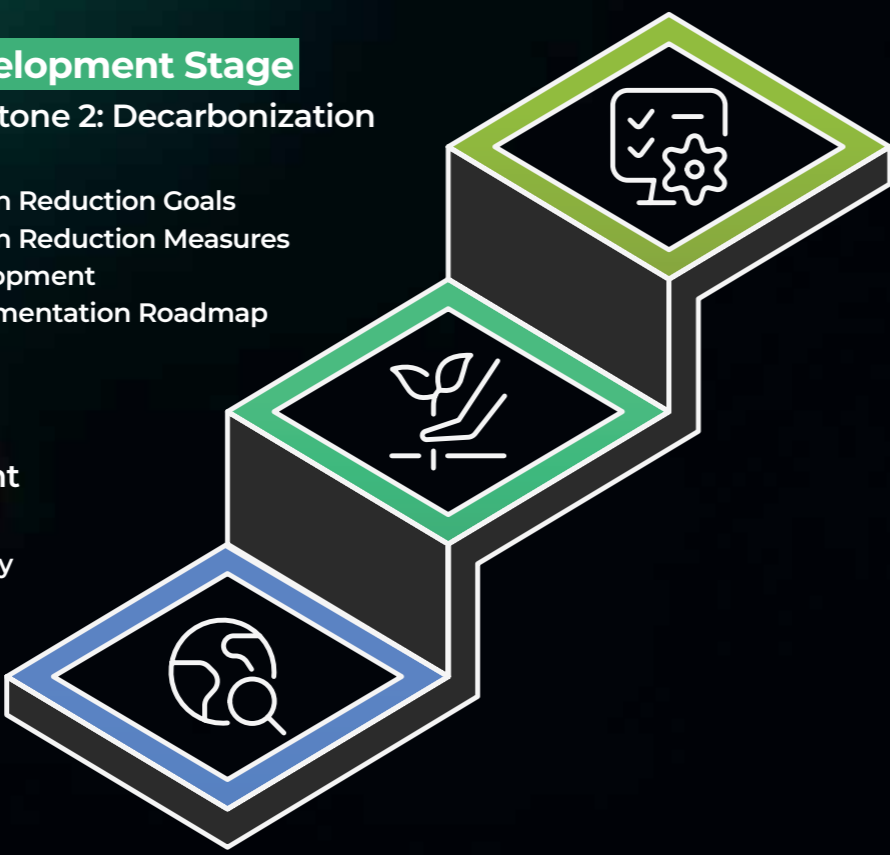 elopment Stage
tone 2: Decarbonization
n Reduction Goals
n Reduction Measures
opment
mentation Roadmap
nt
y